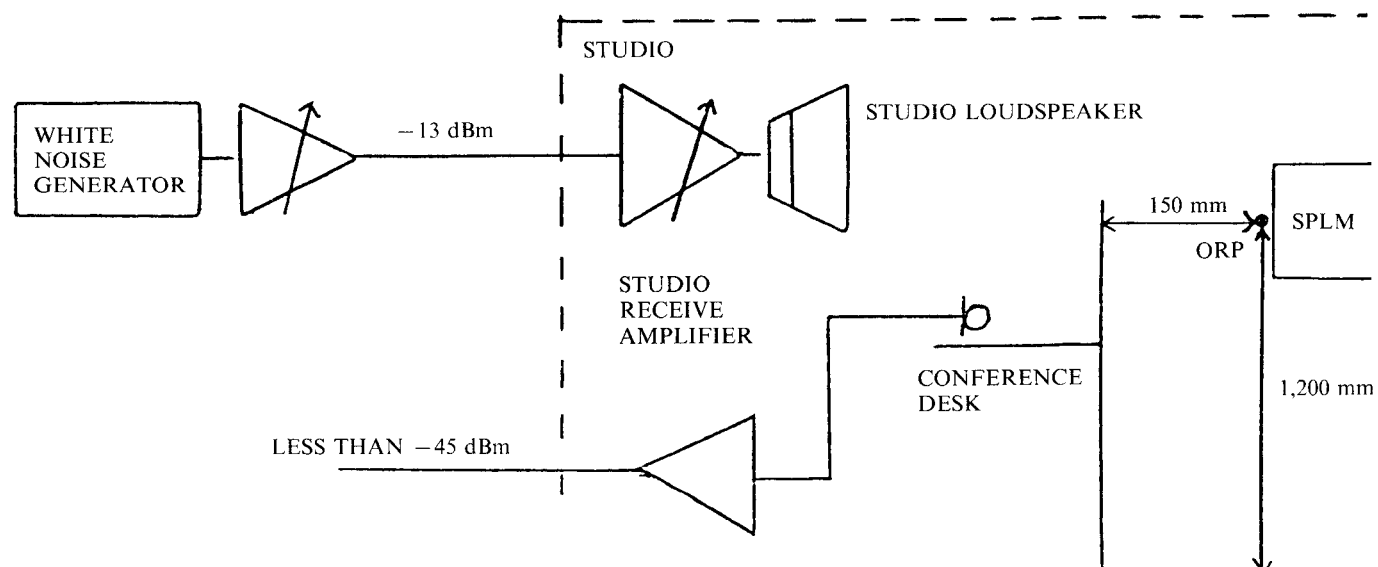 STUDIO
WHITE
NOISE
GENERATOR
−13 dBm
STUDIO LOUDSPEAKER
150 mm
ORP
SPLM
STUDIO
RECEIVE
AMPLIFIER
CONFERENCE
DESK
1,200 mm
LESS THAN −45 dBm